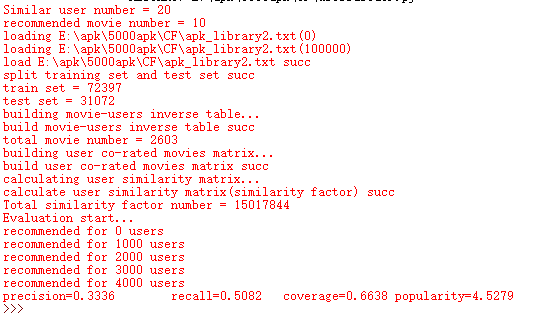 Similar user number = 20
recommended movie number = 10
loading E:\apk\5000apk\CF\apk_library2.txt(0)
loading E:\apk\5000apk\CF\apk_library2.txt(100000)
load E:\apk\5000apk\CF\apk_library2.txt succ
split training set and test set succ
train set = 72397
test set = 31072
building movie-users inverse table...
build movie-users inverse table succ
total movie number = 2603
building user co-rated movies matrix...
build user co-rated movies matrix succ
calculating user similarity matrix...
calculate user similarity matrix(similarity factor) succ
Total similarity factor number = 15017844
Evaluation start...
recommended for 0 users
recommended for 1000 users
recommended for 2000 users
recommended for 3000 users
recommended for 4000 users
precision=0.3336 recall=0.5082 coverage=0.6638 popularity=4.5279
>>>